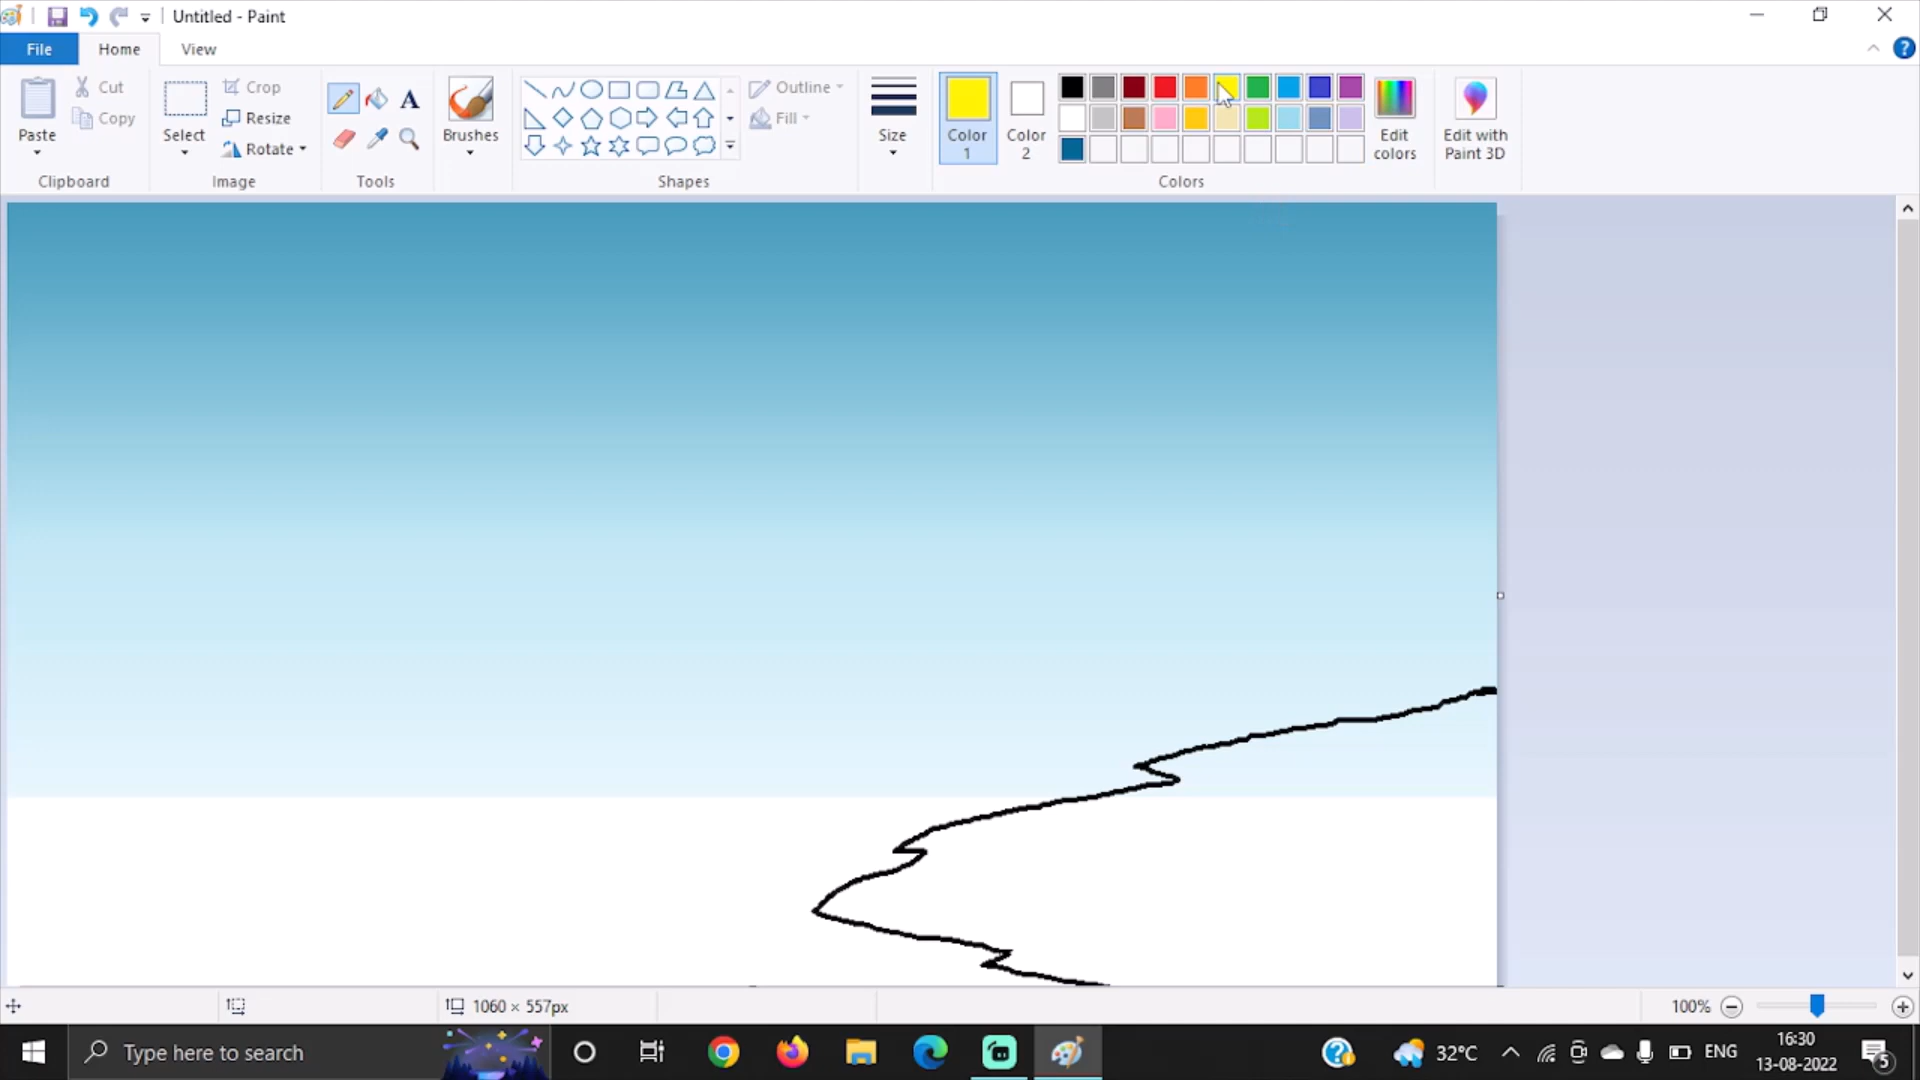 Untitled - Paint
File Home View
Paste Cut Copy
Clipboard
Select Crop Resize Rotate
Image
A
Tools
Brushes
Outline
Fill
Shapes
Size
Color 1
Color 2
Edit colors
Colors
Edit with Paint 3D
1060 × 557px
100%
Type here to search
32°C
ENG
16:30
13-08-2022
5